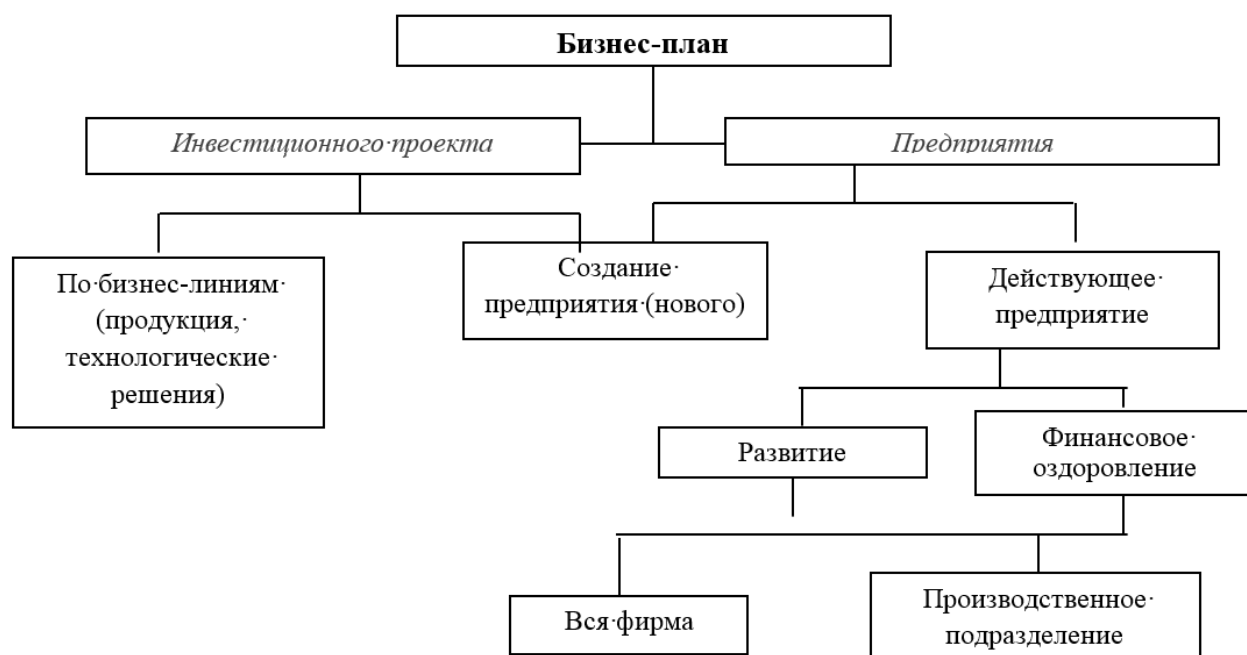 Бизнес-план
Инвестиционного·проекта
Предприятия
По·бизнес-линиям·
(продукция,·
технологические·
решения)
Создание·
предприятия·(нового)
Действующее·
предприятие
Развитие
Финансовое·
оздоровление
Вся·фирма
Производственное·
подразделение